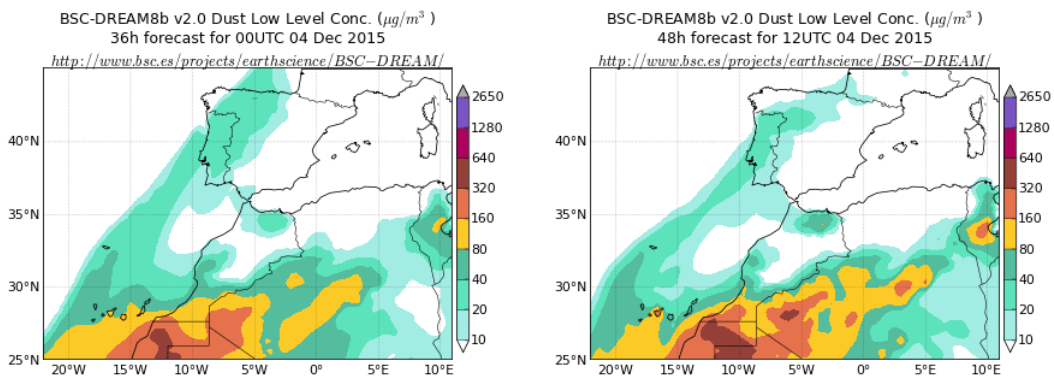 BSC-DREAM8b v2.0 Dust Low Level Conc. (μg/m³ )
36h forecast for 00UTC 04 Dec 2015
http://www.bsc.es/projects/earthscience/BSC−DREAM/
40°N
35°N
30°N
25°N
20°W 15°W 10°W 5°W 0°E 5°E 10°E
2650
1280
640
320
160
80
40
20
10
BSC-DREAM8b v2.0 Dust Low Level Conc. (μg/m³ )
48h forecast for 12UTC 04 Dec 2015
http://www.bsc.es/projects/earthscience/BSC−DREAM/
40°N
35°N
30°N
25°N
20°W 15°W 10°W 5°W 0°E 5°E 10°E
2650
1280
640
320
160
80
40
20
10